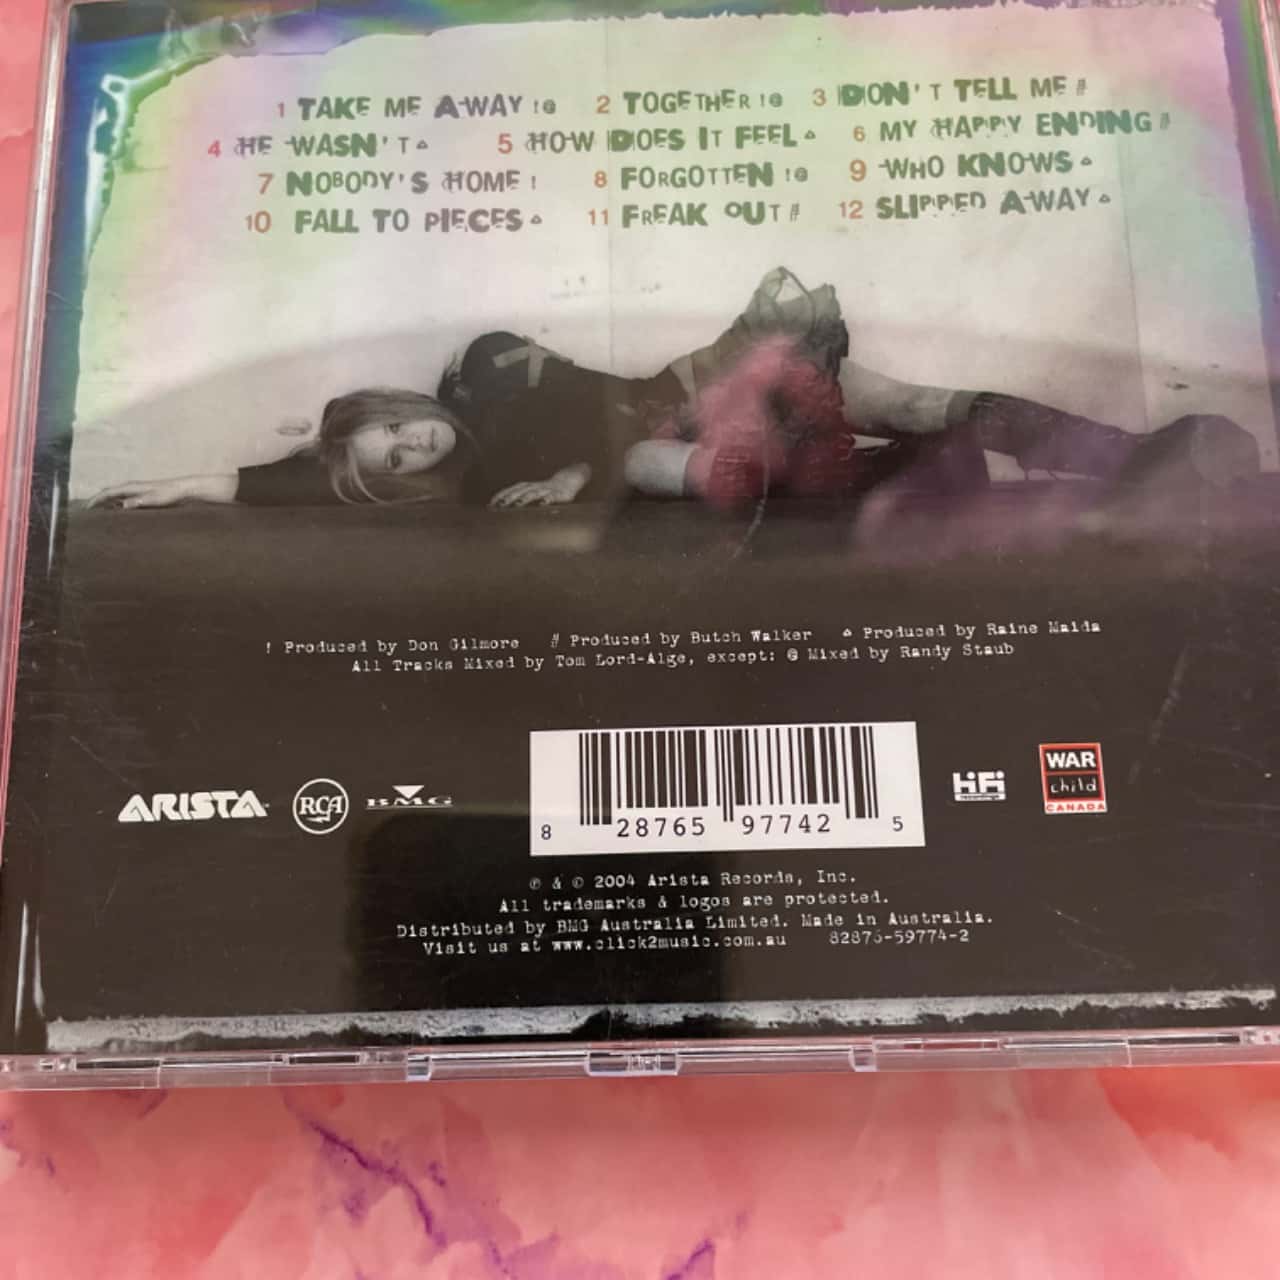 1 TAKE ME AWAY !@ 2 TOGETHER !@ 3 DON'T TELL ME #
4 HE WASN'T ^ 5 HOW DOES IT FEEL ^ 6 MY HAPPY ENDING #
7 NOBODY'S HOME ! 8 FORGOTTEN !@ 9 WHO KNOWS ^
10 FALL TO PIECES ^ 11 FREAK OUT # 12 SLIPPED AWAY ^
! Produced by Don Gilmore # Produced by Butch Walker ^ Produced by Raine Maida
All Tracks Mixed by Tom Lord-Alge, except: @ Mixed by Randy Staub
ARISTA RCA BMG
8 28765 97742 5
HiFi
WAR
child
CANADA
℗ & © 2004 Arista Records, Inc.
All trademarks & logos are protected.
Distributed by BMG Australia Limited. Made in Australia.
Visit us at www.click2music.com.au 82876-59774-2